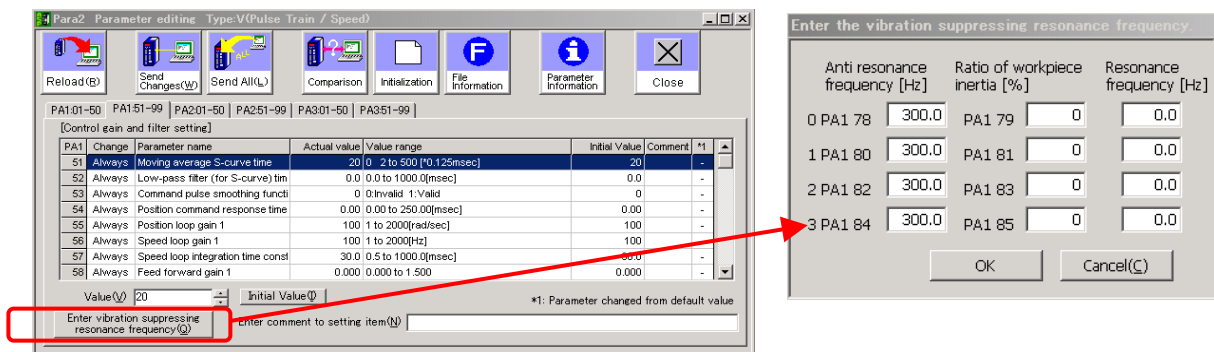 Para2 Parameter editing Type:V(Pulse Train / Speed)
Reload(R)
Send Changes(W)
ALL
Send All(L)
Comparison
Initialization
F
File Information
i
Parameter Information
Close
PA1:01-50 PA1:51-99 PA2:01-50 PA2:51-99 PA3:01-50 PA3:51-99
[Control gain and filter setting]
PA1 Change Parameter name Actual value Value range Initial Value Comment *1
51 Always Moving average S-curve time 20 0 2 to 500 [*0.125msec] 20 -
52 Always Low-pass filter (for S-curve) tim 0.0 0.0 to 1000.0[msec] 0.0 -
53 Always Command pulse smoothing functi 0 0:Invalid 1:Valid 0 -
54 Always Position command response time 0.00 0.00 to 250.00[msec] 0.00 -
55 Always Position loop gain 1 100 1 to 2000[rad/sec] 100 -
56 Always Speed loop gain 1 100 1 to 2000[Hz] 100 -
57 Always Speed loop integration time const 30.0 0.5 to 1000.0[msec] -
58 Always Feed forward gain 1 0.000 0.000 to 1.500 0.000 -
Value(V) 20 Initial Value(I) *1: Parameter changed from default value
Enter vibration suppressing
resonance frequency(Q)
Enter comment to setting item(N)
Enter the vibration suppressing resonance frequency.
Anti resonance Ratio of workpiece Resonance
frequency [Hz] inertia [%] frequency [Hz]
0 PA1 78 300.0 PA1 79 0 0.0
1 PA1 80 300.0 PA1 81 0 0.0
2 PA1 82 300.0 PA1 83 0 0.0
3 PA1 84 300.0 PA1 85 0 0.0
OK Cancel(C)